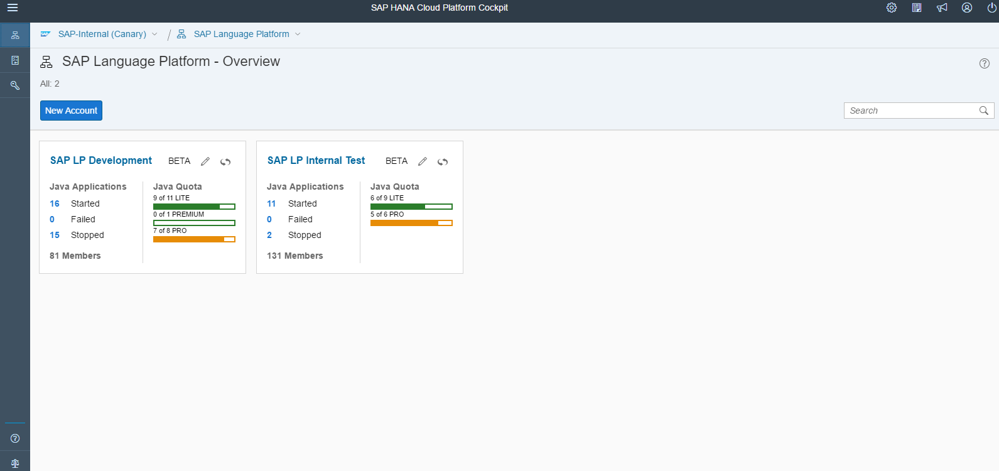 SAP HANA Cloud Platform Cockpit
SAP SAP-Internal (Canary) / SAP Language Platform
SAP Language Platform - Overview
All: 2
New Account
Search
SAP LP Development BETA
Java Applications
16 Started
0 Failed
15 Stopped
81 Members
Java Quota
9 of 11 LITE
0 of 1 PREMIUM
7 of 8 PRO
SAP LP Internal Test BETA
Java Applications
11 Started
0 Failed
2 Stopped
131 Members
Java Quota
6 of 9 LITE
5 of 6 PRO